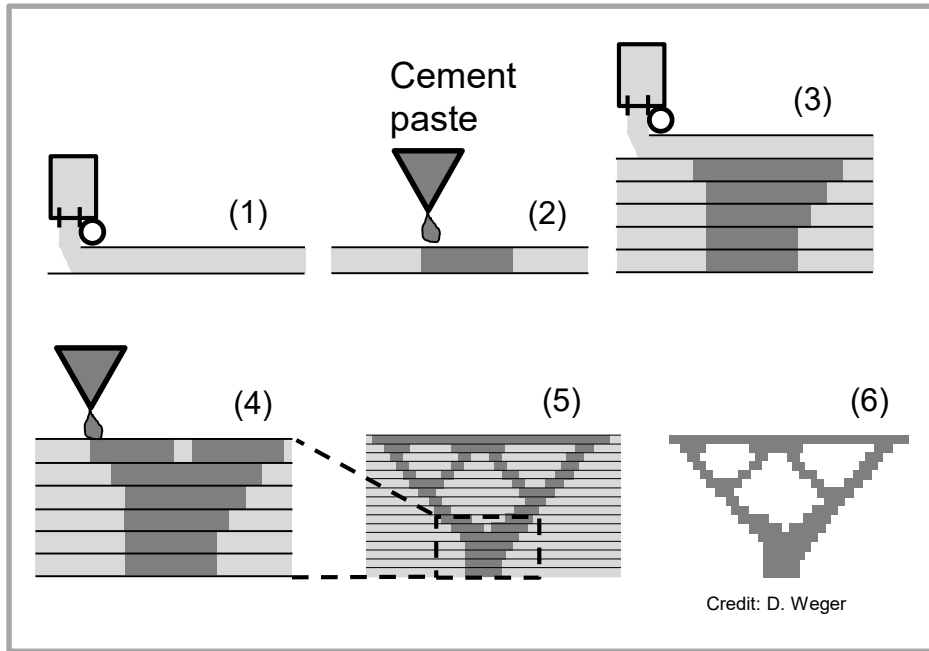 Cement
paste
(1)
(2)
(3)
(4)
(5)
(6)
Credit: D. Weger